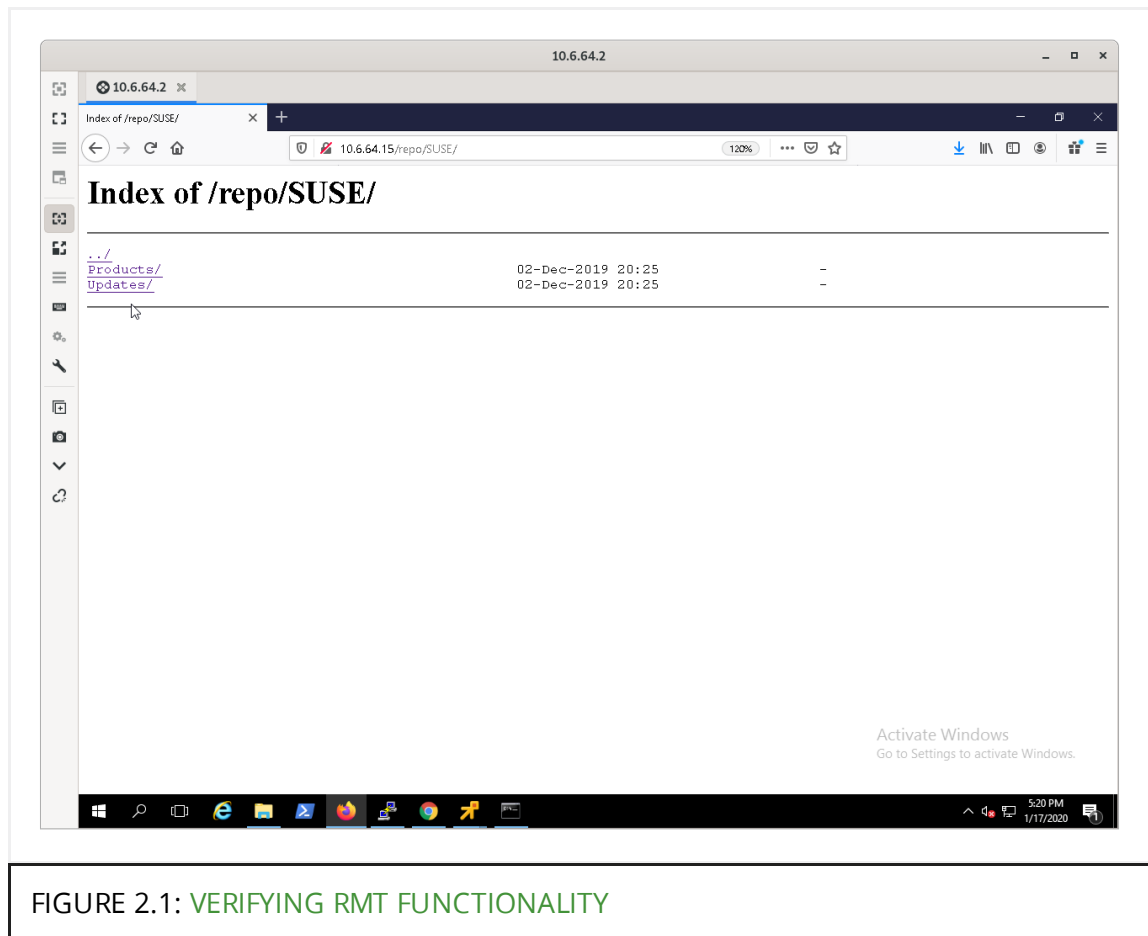 10.6.64.2
10.6.64.2
Index of /repo/SUSE/
10.6.64.15/repo/SUSE/
120%
Index of /repo/SUSE/
../
Products/ 02-Dec-2019 20:25 -
Updates/ 02-Dec-2019 20:25 -
Activate Windows
Go to Settings to activate Windows.
5:20 PM
1/17/2020
1
FIGURE 2.1: VERIFYING RMT FUNCTIONALITY